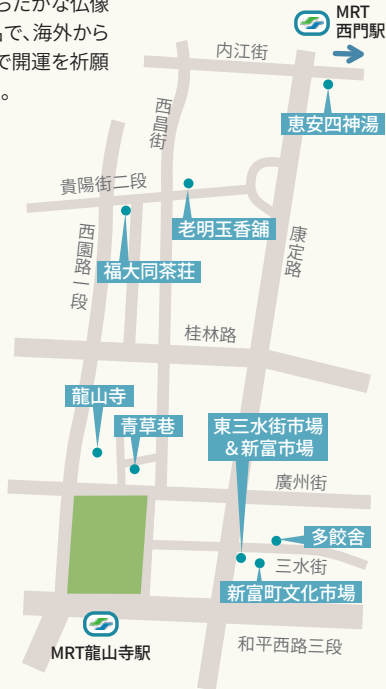 らたかな仏像
名で、海外から
で開運を祈願
。
MRT
西門駅
内江街
恵安四神湯
西昌街
貴陽街二段
老明玉香舗
康定路
西園路一段
福大同茶荘
桂林路
龍山寺
青草巷
東三水街市場
＆新富市場
廣州街
多餃舍
三水街
新富町文化市場
和平西路三段
MRT龍山寺駅